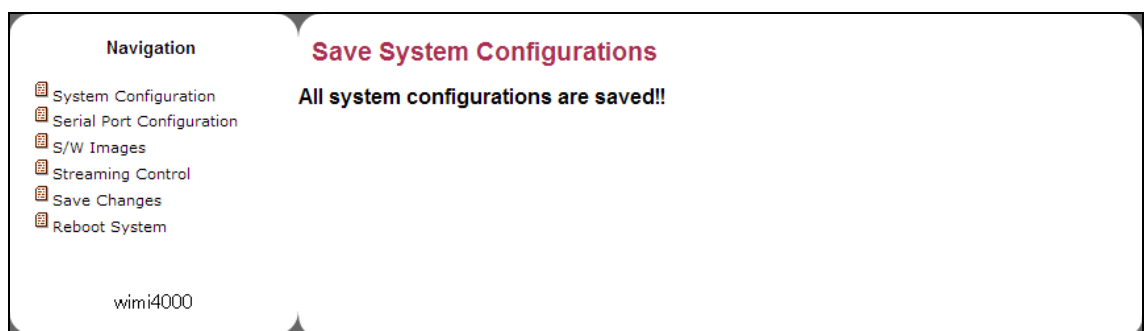 Navigation
System Configuration
Serial Port Configuration
S/W Images
Streaming Control
Save Changes
Reboot System
wimi4000
Save System Configurations
All system configurations are saved!!